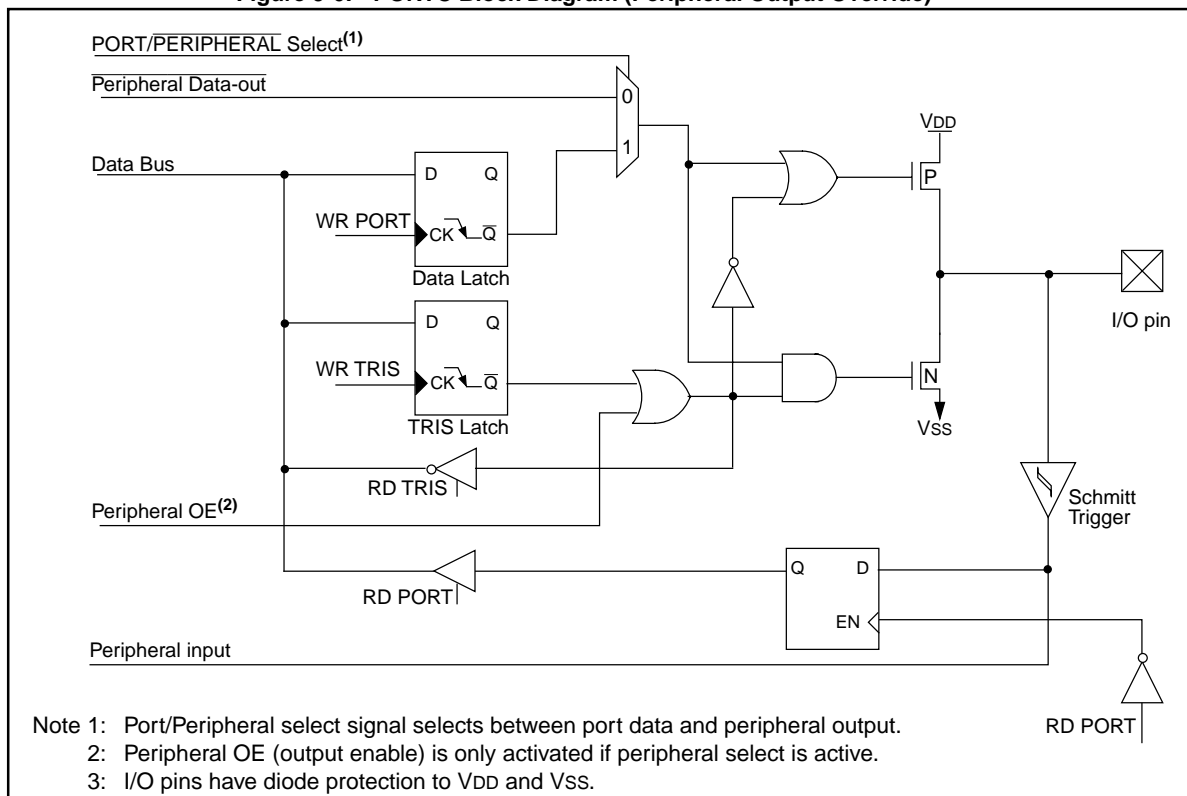 PORT/PERIPHERAL Select(1)
Peripheral Data-out
0
VDD
Data Bus
1
D Q
P
WR PORT
CK Q
Data Latch
D Q
I/O pin
WR TRIS
CK Q
N
TRIS Latch
VSS
RD TRIS
Schmitt
Trigger
Peripheral OE(2)
Q D
RD PORT
EN
Peripheral input
RD PORT
Note 1: Port/Peripheral select signal selects between port data and peripheral output.
2: Peripheral OE (output enable) is only activated if peripheral select is active.
3: I/O pins have diode protection to VDD and VSS.